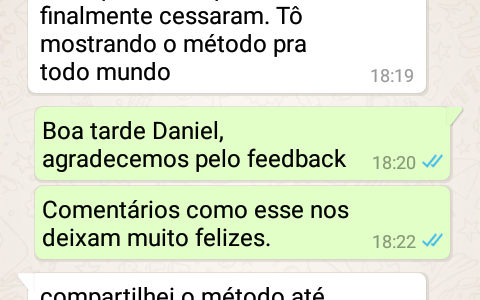 finalmente cessaram. Tô
mostrando o método pra
todo mundo
18:19
Boa tarde Daniel,
agradecemos pelo feedback
18:20
Comentários como esse nos
deixam muito felizes.
18:22
compartilhei o método até